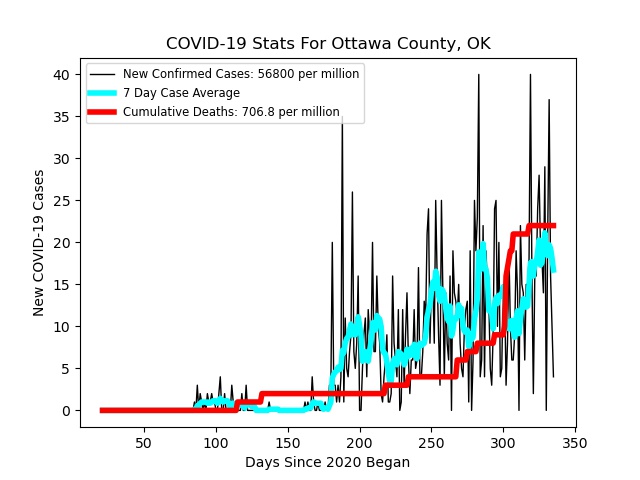 COVID-19 Stats For Ottawa County, OK
New Confirmed Cases: 56800 per million
7 Day Case Average
Cumulative Deaths: 706.8 per million
New COVID-19 Cases
40
35
30
25
20
15
10
5
0
50 100 150 200 250 300 350
Days Since 2020 Began